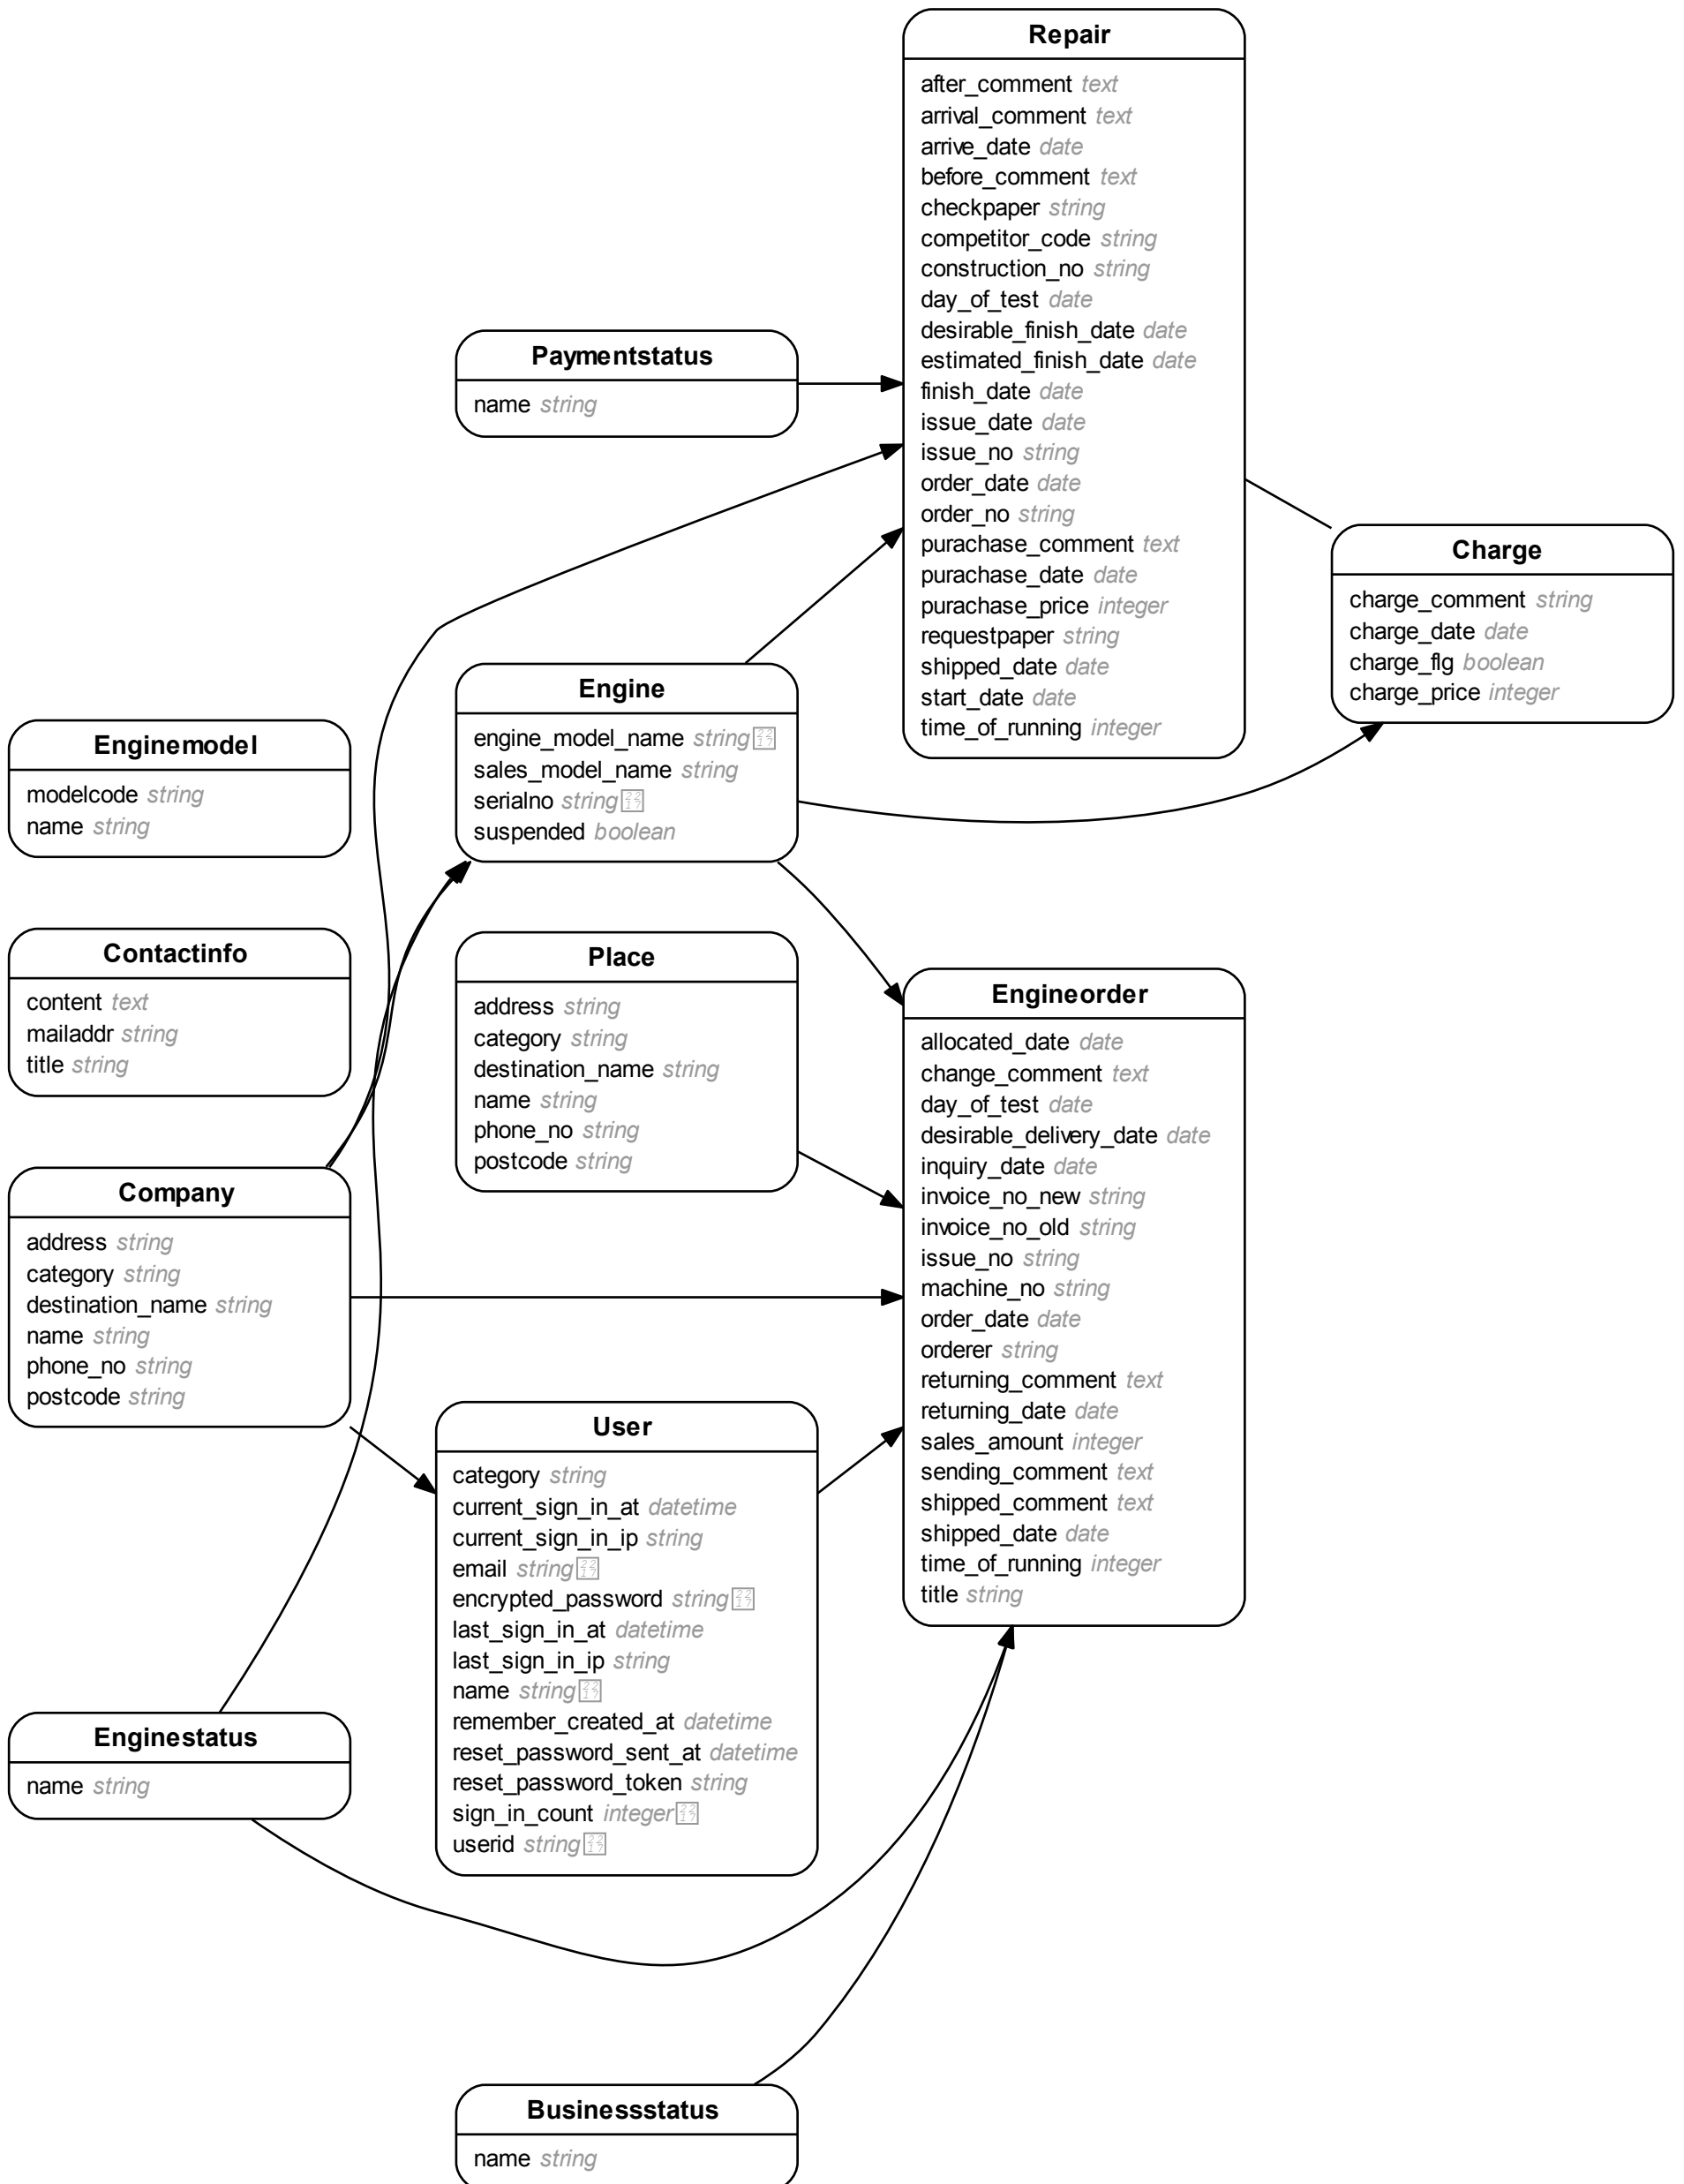 Repair
after_comment text
arrival_comment text
arrive_date date
before_comment text
checkpaper string
competitor_code string
construction_no string
day_of_test date
desirable_finish_date date
estimated_finish_date date
finish_date date
issue_date date
issue_no string
order_date date
order_no string
purachase_comment text
purachase_date date
purachase_price integer
requestpaper string
shipped_date date
start_date date
time_of_running integer
Paymentstatus
name string
Charge
charge_comment string
charge_date date
charge_flg boolean
charge_price integer
Engine
engine_model_name string
sales_model_name string
serialno string
suspended boolean
Enginemodel
modelcode string
name string
Contactinfo
content text
mailaddr string
title string
Place
address string
category string
destination_name string
name string
phone_no string
postcode string
Engineorder
allocated_date date
change_comment text
day_of_test date
desirable_delivery_date date
inquiry_date date
invoice_no_new string
invoice_no_old string
issue_no string
machine_no string
order_date date
orderer string
returning_comment text
returning_date date
sales_amount integer
sending_comment text
shipped_comment text
shipped_date date
time_of_running integer
title string
Company
address string
category string
destination_name string
name string
phone_no string
postcode string
User
category string
current_sign_in_at datetime
current_sign_in_ip string
email string
encrypted_password string
last_sign_in_at datetime
last_sign_in_ip string
name string
remember_created_at datetime
reset_password_sent_at datetime
reset_password_token string
sign_in_count integer
userid string
Enginestatus
name string
Businessstatus
name string